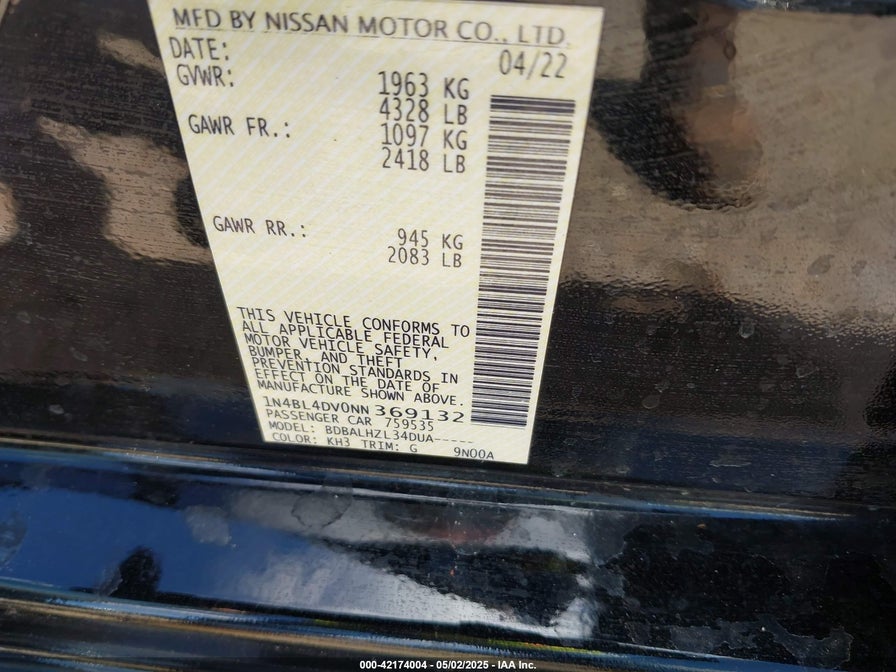 MFD BY NISSAN MOTOR CO., LTD.
DATE: 04/22
GVWR: 1963 KG
4328 LB
GAWR FR.: 1097 KG
2418 LB
GAWR RR.: 945 KG
2083 LB
THIS VEHICLE CONFORMS TO
ALL APPLICABLE FEDERAL
MOTOR VEHICLE SAFETY,
BUMPER, AND THEFT
PREVENTION STANDARDS IN
EFFECT ON THE DATE OF
MANUFACTURE SHOWN ABOVE.
1N4BL4DV0NN369132
PASSENGER CAR 759535
MODEL: BDBALHZL34DUA-----
COLOR: KH3 TRIM: G 9N00A
000-42174004 - 05/02/2025 - IAA Inc.